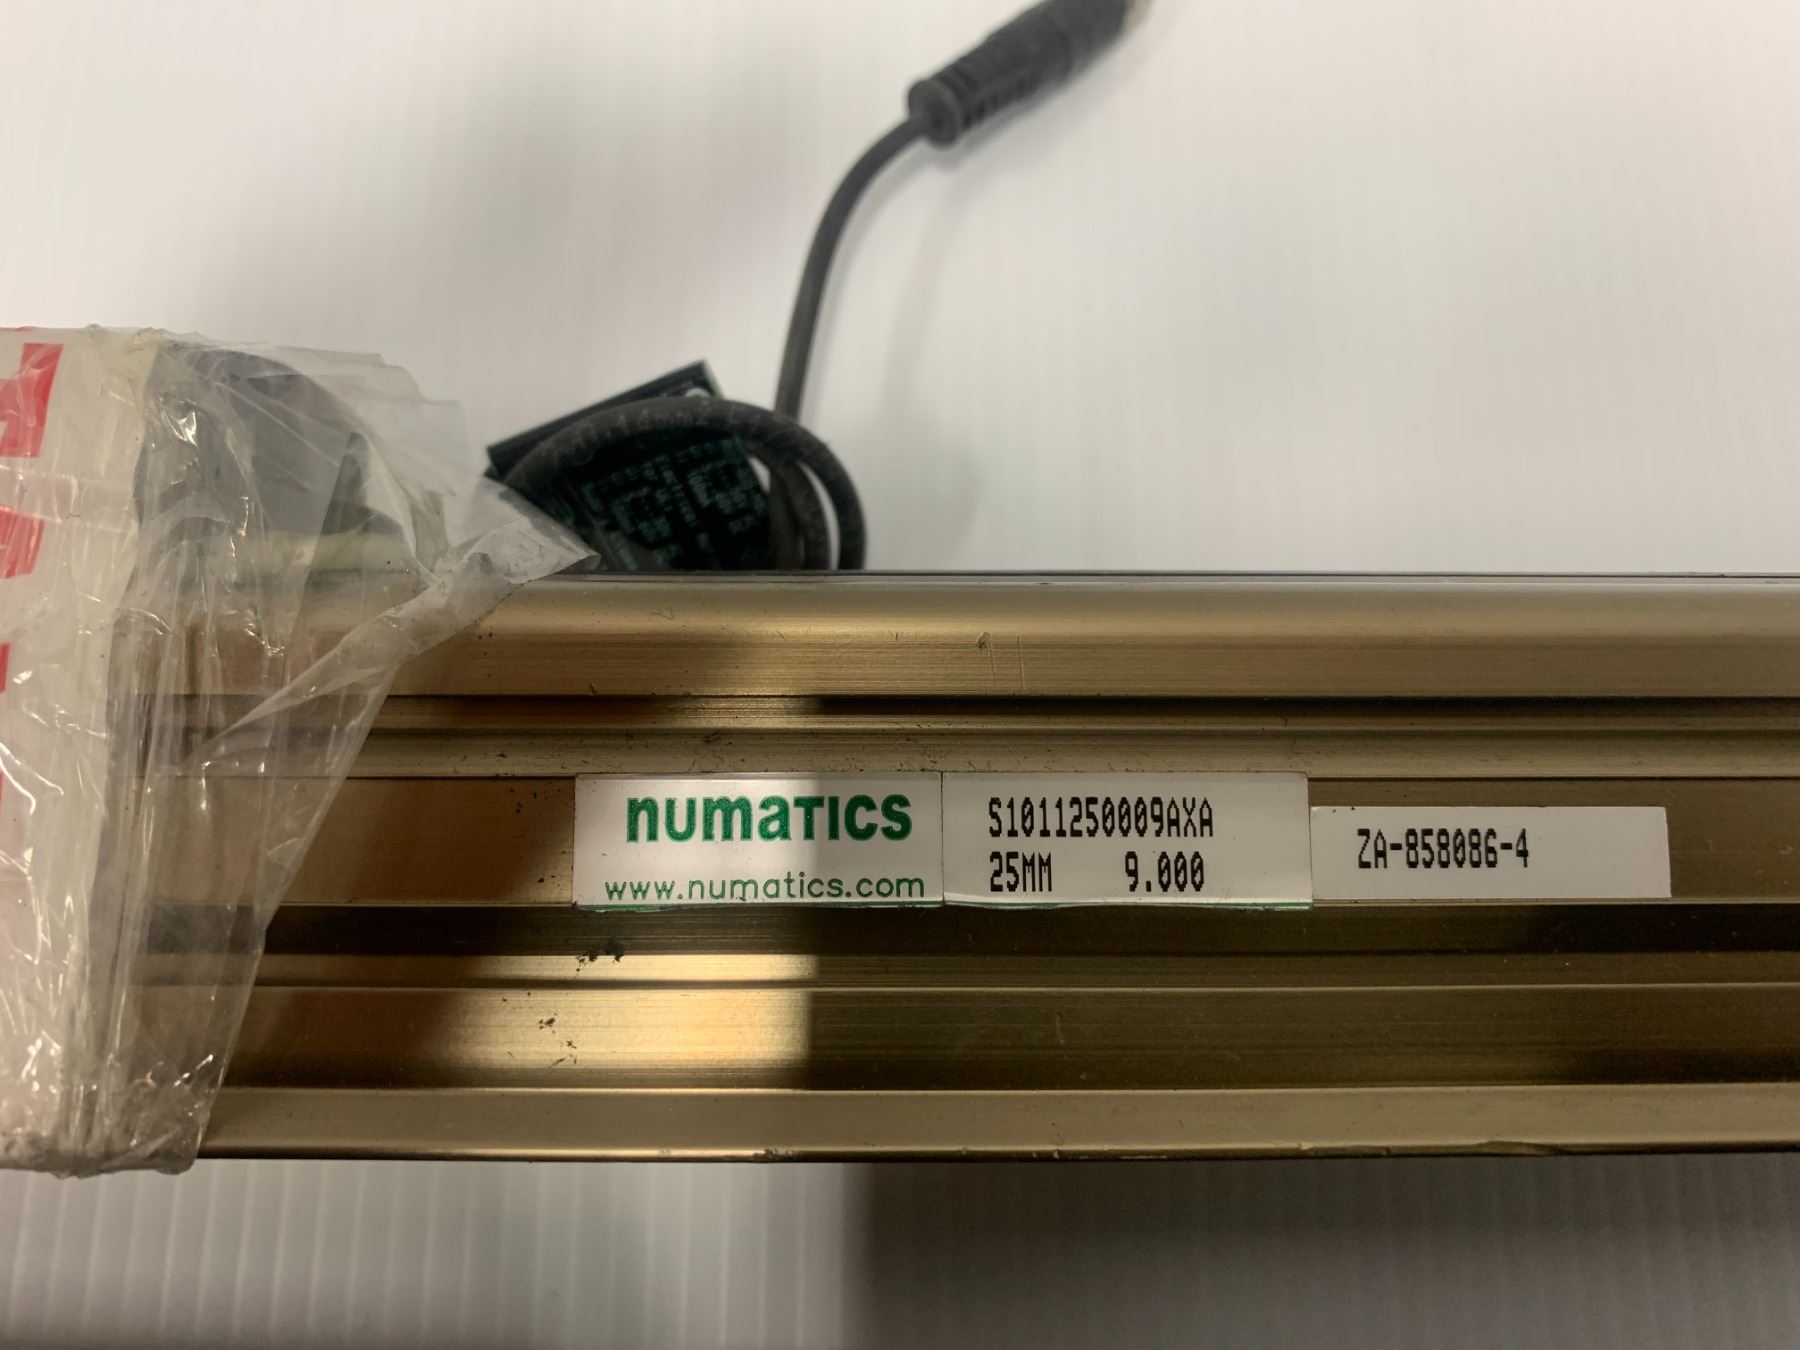 numatics
www.numatics.com
S1011250009AXA
25MM 9.000
ZA-858086-4